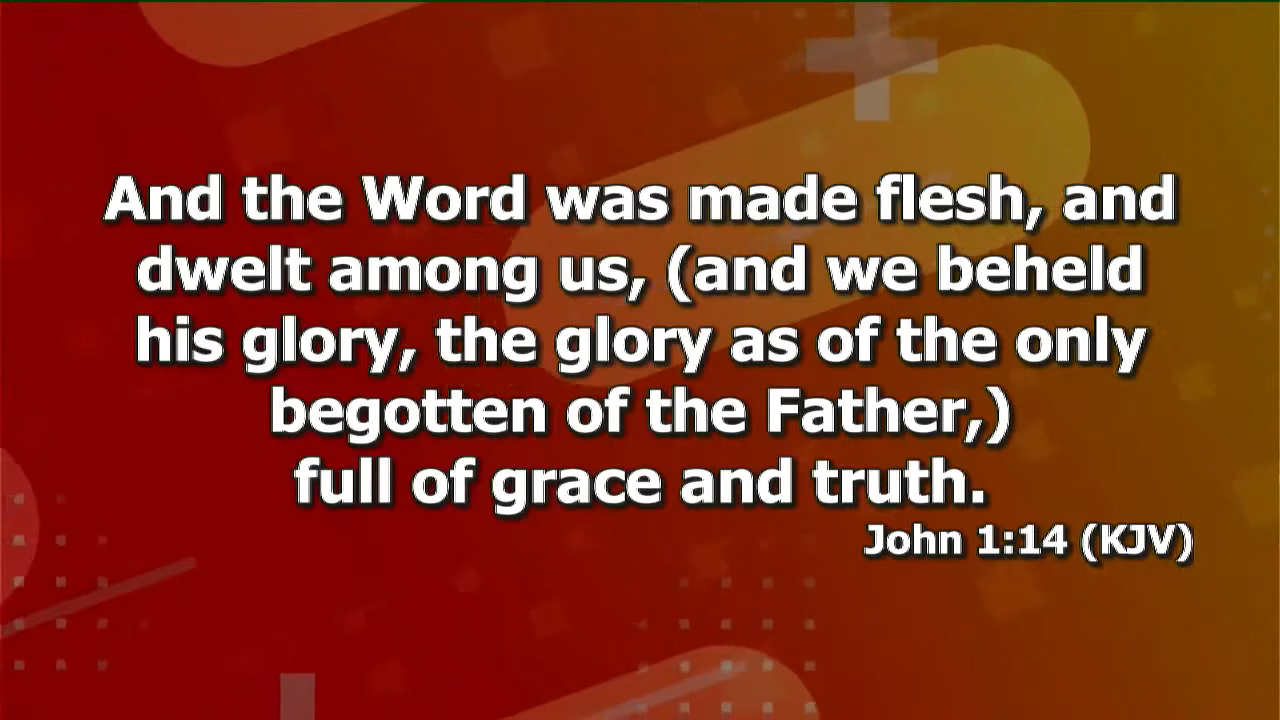 And the Word was made flesh, and
dwelt among us, (and we beheld
his glory, the glory as of the only
begotten of the Father,)
full of grace and truth.
John 1:14 (KJV)